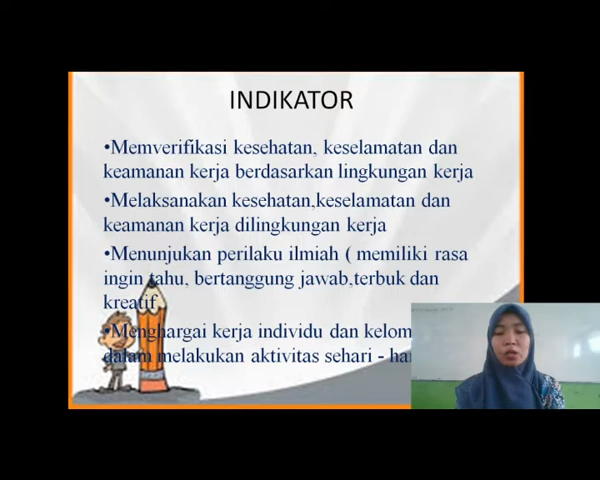 INDIKATOR
•Memverifikasi kesehatan, keselamatan dan
keamanan kerja berdasarkan lingkungan kerja
•Melaksanakan kesehatan,keselamatan dan
keamanan kerja dilingkungan kerja
•Menunjukan perilaku ilmiah ( memiliki rasa
ingin tahu, bertanggung jawab,terbuk dan
kreatif
•Menghargai kerja individu dan
dalam melakukan aktivitas sehari -